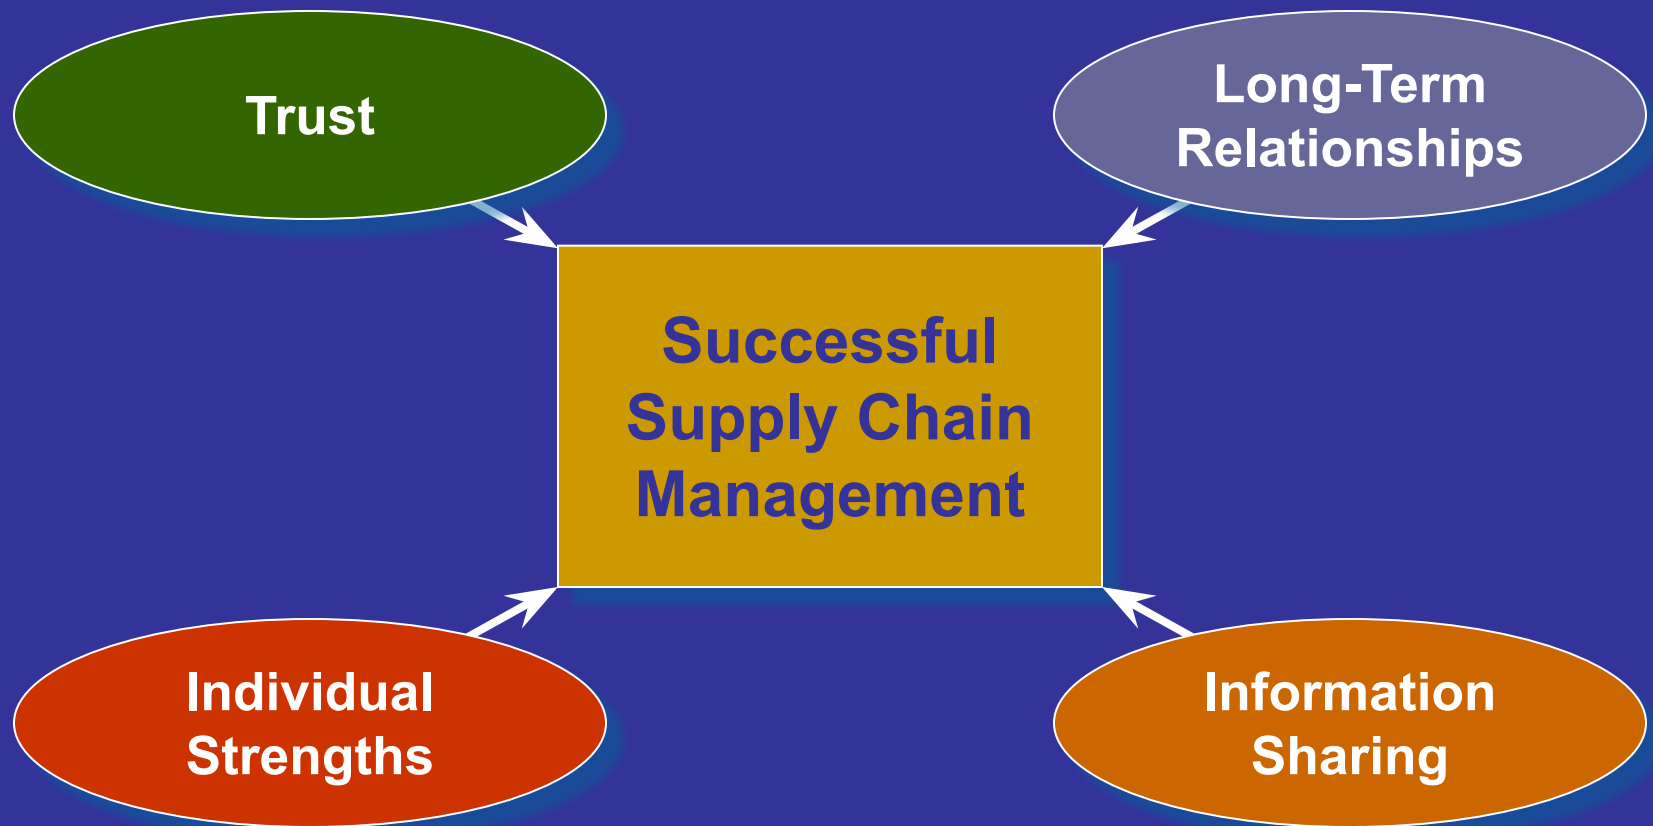 Trust
Long-Term
Relationships
Successful
Supply Chain
Management
Individual
Strengths
Information
Sharing